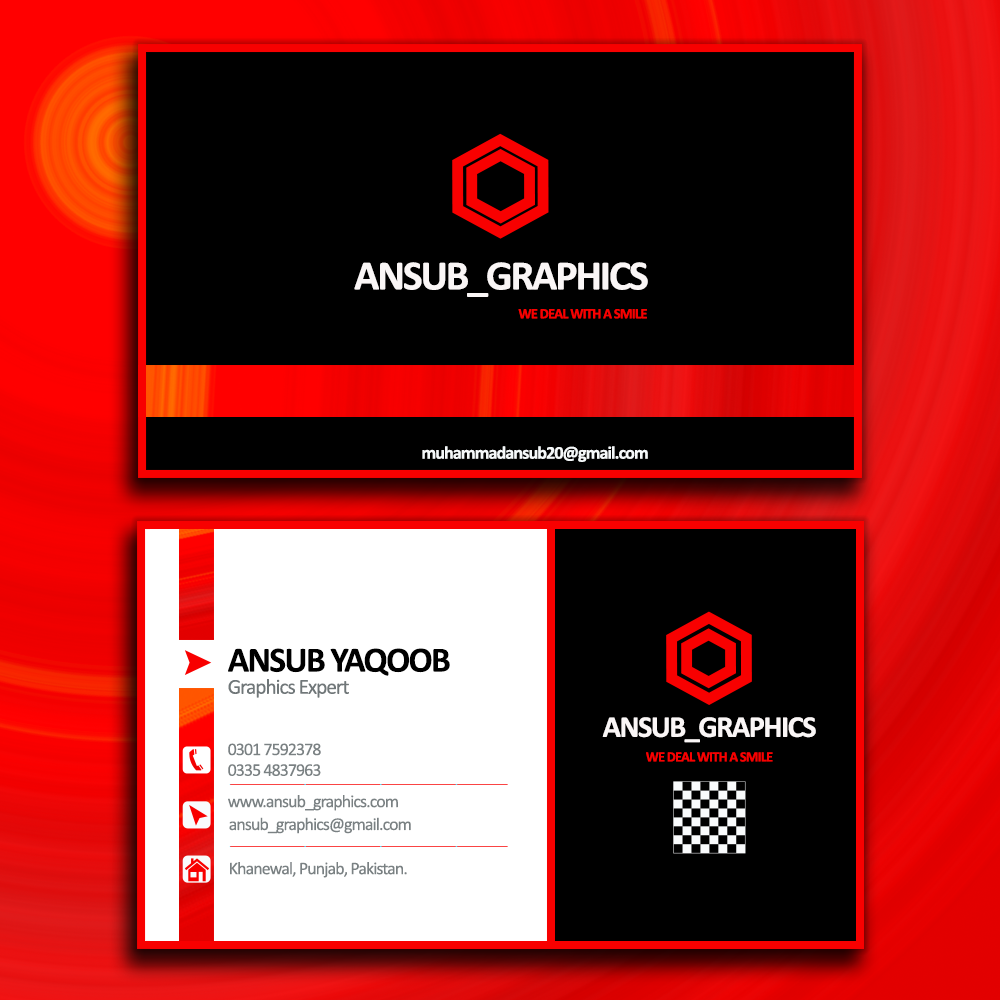 ANSUB_GRAPHICS
WE DEAL WITH A SMILE
muhammadansub20@gmail.com
ANSUB YAQOOB
Graphics Expert
0301 7592378
0335 4837963
www.ansub_graphics.com
ansub_graphics@gmail.com
Khanewal, Punjab, Pakistan.
ANSUB_GRAPHICS
WE DEAL WITH A SMILE